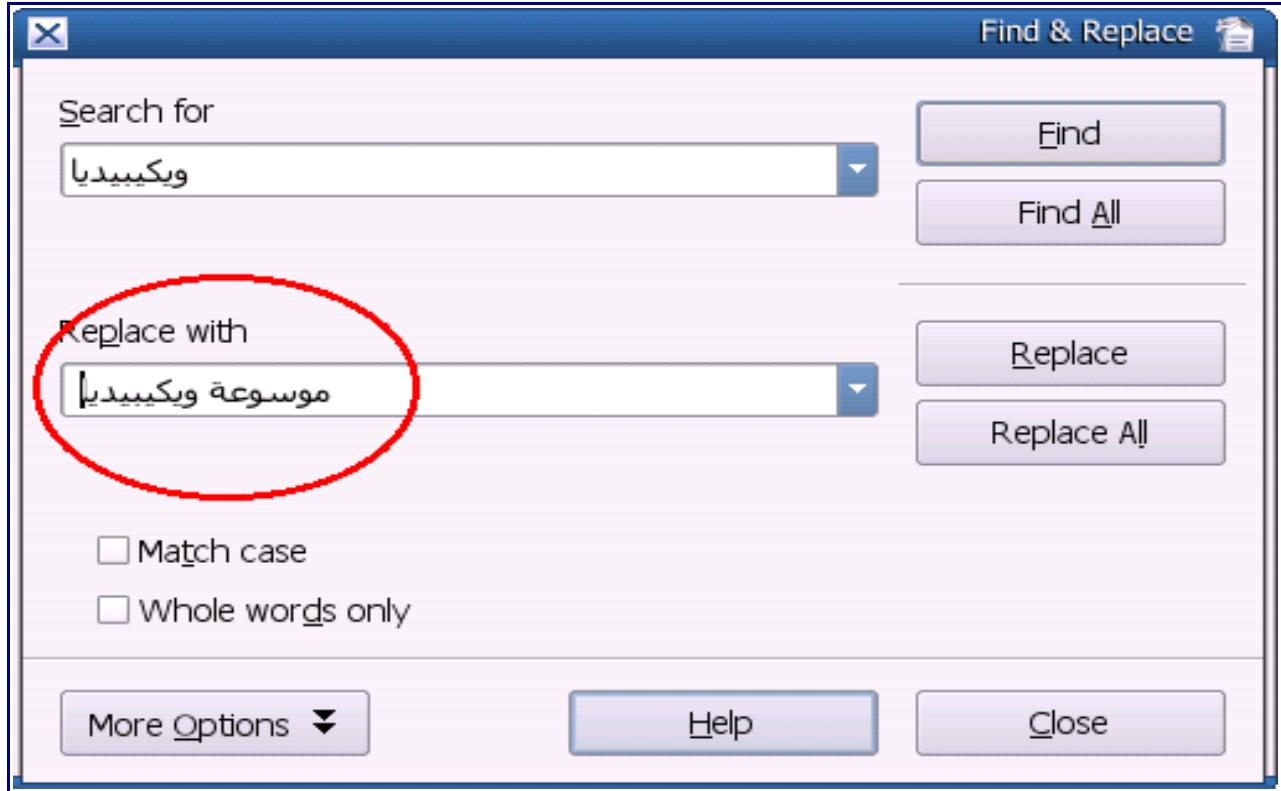 Find & Replace
Search for
ويكيبيديا
Find
Find All
Replace with
موسوعة ويكيبيديا
Replace
Replace All
Match case
Whole words only
More Options
Help
Close